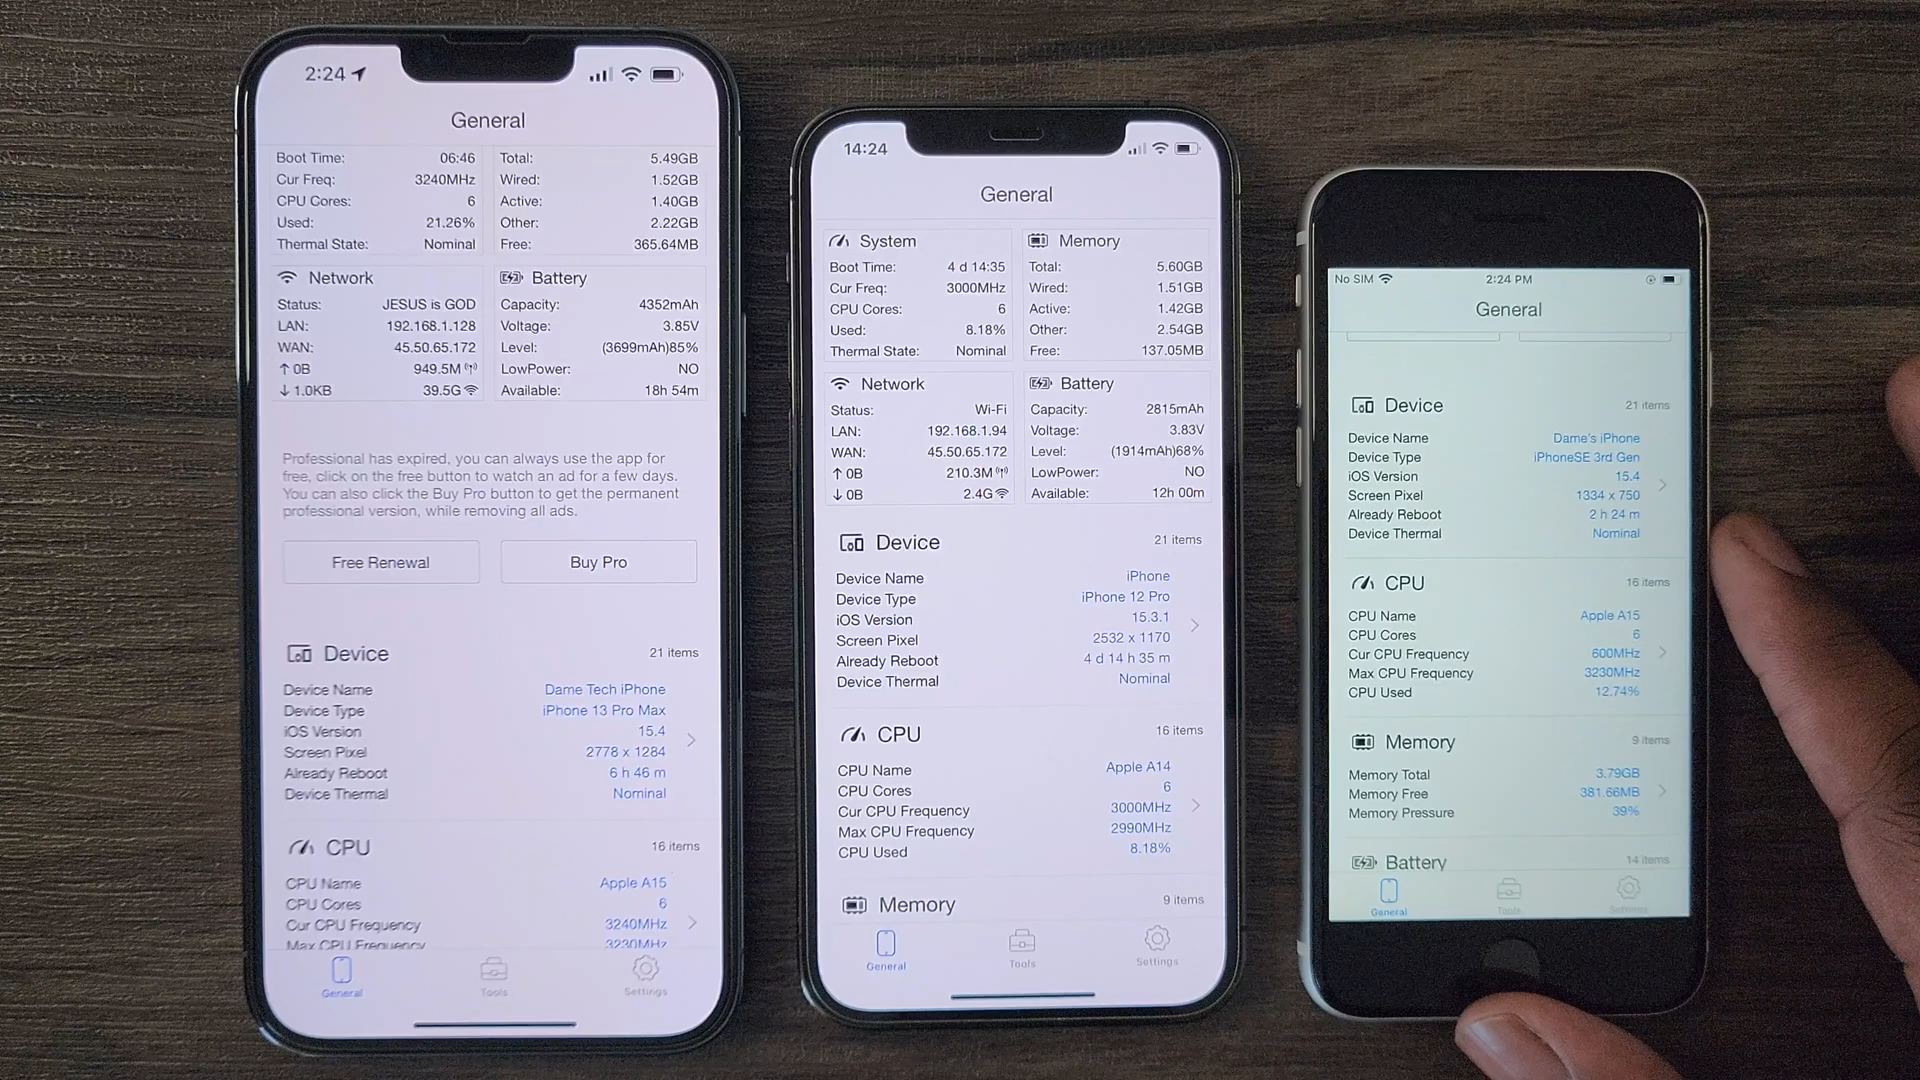 2:24
General
Boot Time: 06:46
Cur Freq: 3240MHz
CPU Cores: 6
Used: 21.26%
Thermal State: Nominal
Total: 5.49GB
Wired: 1.52GB
Active: 1.40GB
Other: 2.22GB
Free: 365.64MB
Network
Status: JESUS is GOD
LAN: 192.168.1.128
WAN: 45.50.65.172
↑ 0B 949.5M
↓ 1.0KB 39.5G
Battery
Capacity: 4352mAh
Voltage: 3.85V
Level: (3699mAh)85%
LowPower: NO
Available: 18h 54m
Professional has expired, you can always use the app for
free, click on the free button to watch an ad for a few days.
You can also click the Buy Pro button to get the permanent
professional version, while removing all ads.
Free Renewal Buy Pro
Device 21 items
Device Name Dame Tech iPhone
Device Type iPhone 13 Pro Max
iOS Version 15.4
Screen Pixel 2778 x 1284
Already Reboot 6 h 46 m
Device Thermal Nominal
CPU 16 items
CPU Name Apple A15
CPU Cores 6
Cur CPU Frequency 3240MHz
Max CPU Frequency 3230MHz
General Tools Settings
14:24
General
System
Boot Time: 4 d 14:35
Cur Freq: 3000MHz
CPU Cores: 6
Used: 8.18%
Thermal State: Nominal
Memory
Total: 5.60GB
Wired: 1.51GB
Active: 1.42GB
Other: 2.54GB
Free: 137.05MB
Network
Status: Wi-Fi
LAN: 192.168.1.94
WAN: 45.50.65.172
↑ 0B 210.3M
↓ 0B 2.4G
Battery
Capacity: 2815mAh
Voltage: 3.83V
Level: (1914mAh)68%
LowPower: NO
Available: 12h 00m
Device 21 items
Device Name iPhone
Device Type iPhone 12 Pro
iOS Version 15.3.1
Screen Pixel 2532 x 1170
Already Reboot 4 d 14 h 35 m
Device Thermal Nominal
CPU 16 items
CPU Name Apple A14
CPU Cores 6
Cur CPU Frequency 3000MHz
Max CPU Frequency 2990MHz
CPU Used 8.18%
Memory 9 items
General Tools Settings
No SIM 2:24 PM
General
Device 21 items
Device Name Dame's iPhone
Device Type iPhoneSE 3rd Gen
iOS Version 15.4
Screen Pixel 1334 x 750
Already Reboot 2 h 24 m
Device Thermal Nominal
CPU 16 items
CPU Name Apple A15
CPU Cores 6
Cur CPU Frequency 600MHz
Max CPU Frequency 3230MHz
CPU Used 12.74%
Memory 9 items
Memory Total 3.79GB
Memory Free 381.66MB
Memory Pressure 39%
Battery 14 items
General Tools Settings